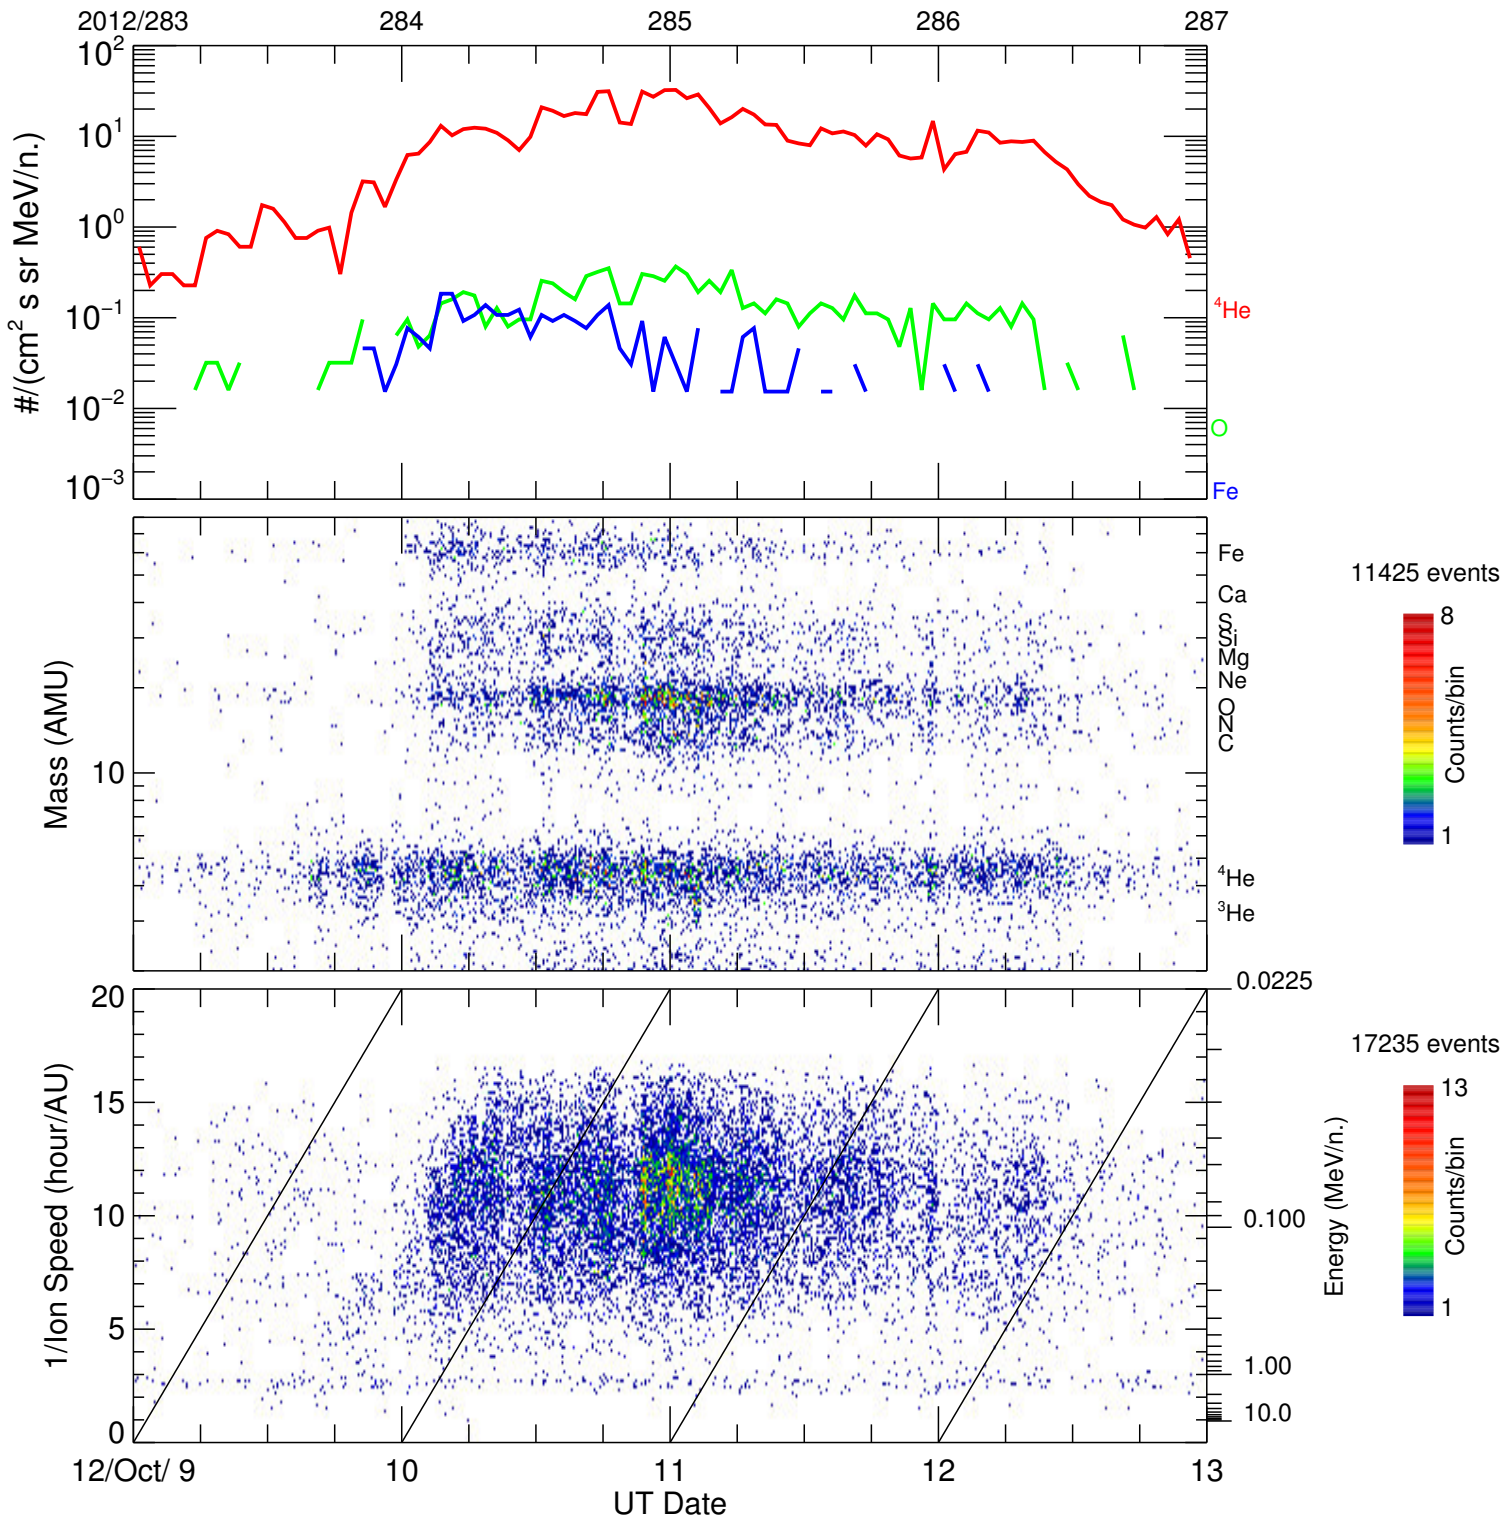 2012/283 284 285 286 287
#/(cm² s sr MeV/n.)
10²
10¹
10⁰
10⁻¹
10⁻²
10⁻³
⁴He
O
Fe
Mass (AMU)
10
Fe
Ca
S
Si
Mg
Ne
O
N
C
⁴He
³He
11425 events
8
Counts/bin
1
1/Ion Speed (hour/AU)
20
15
10
5
0
0.0225
0.100
1.00
10.0
Energy (MeV/n.)
17235 events
13
Counts/bin
1
12/Oct/ 9 10 11 12 13
UT Date